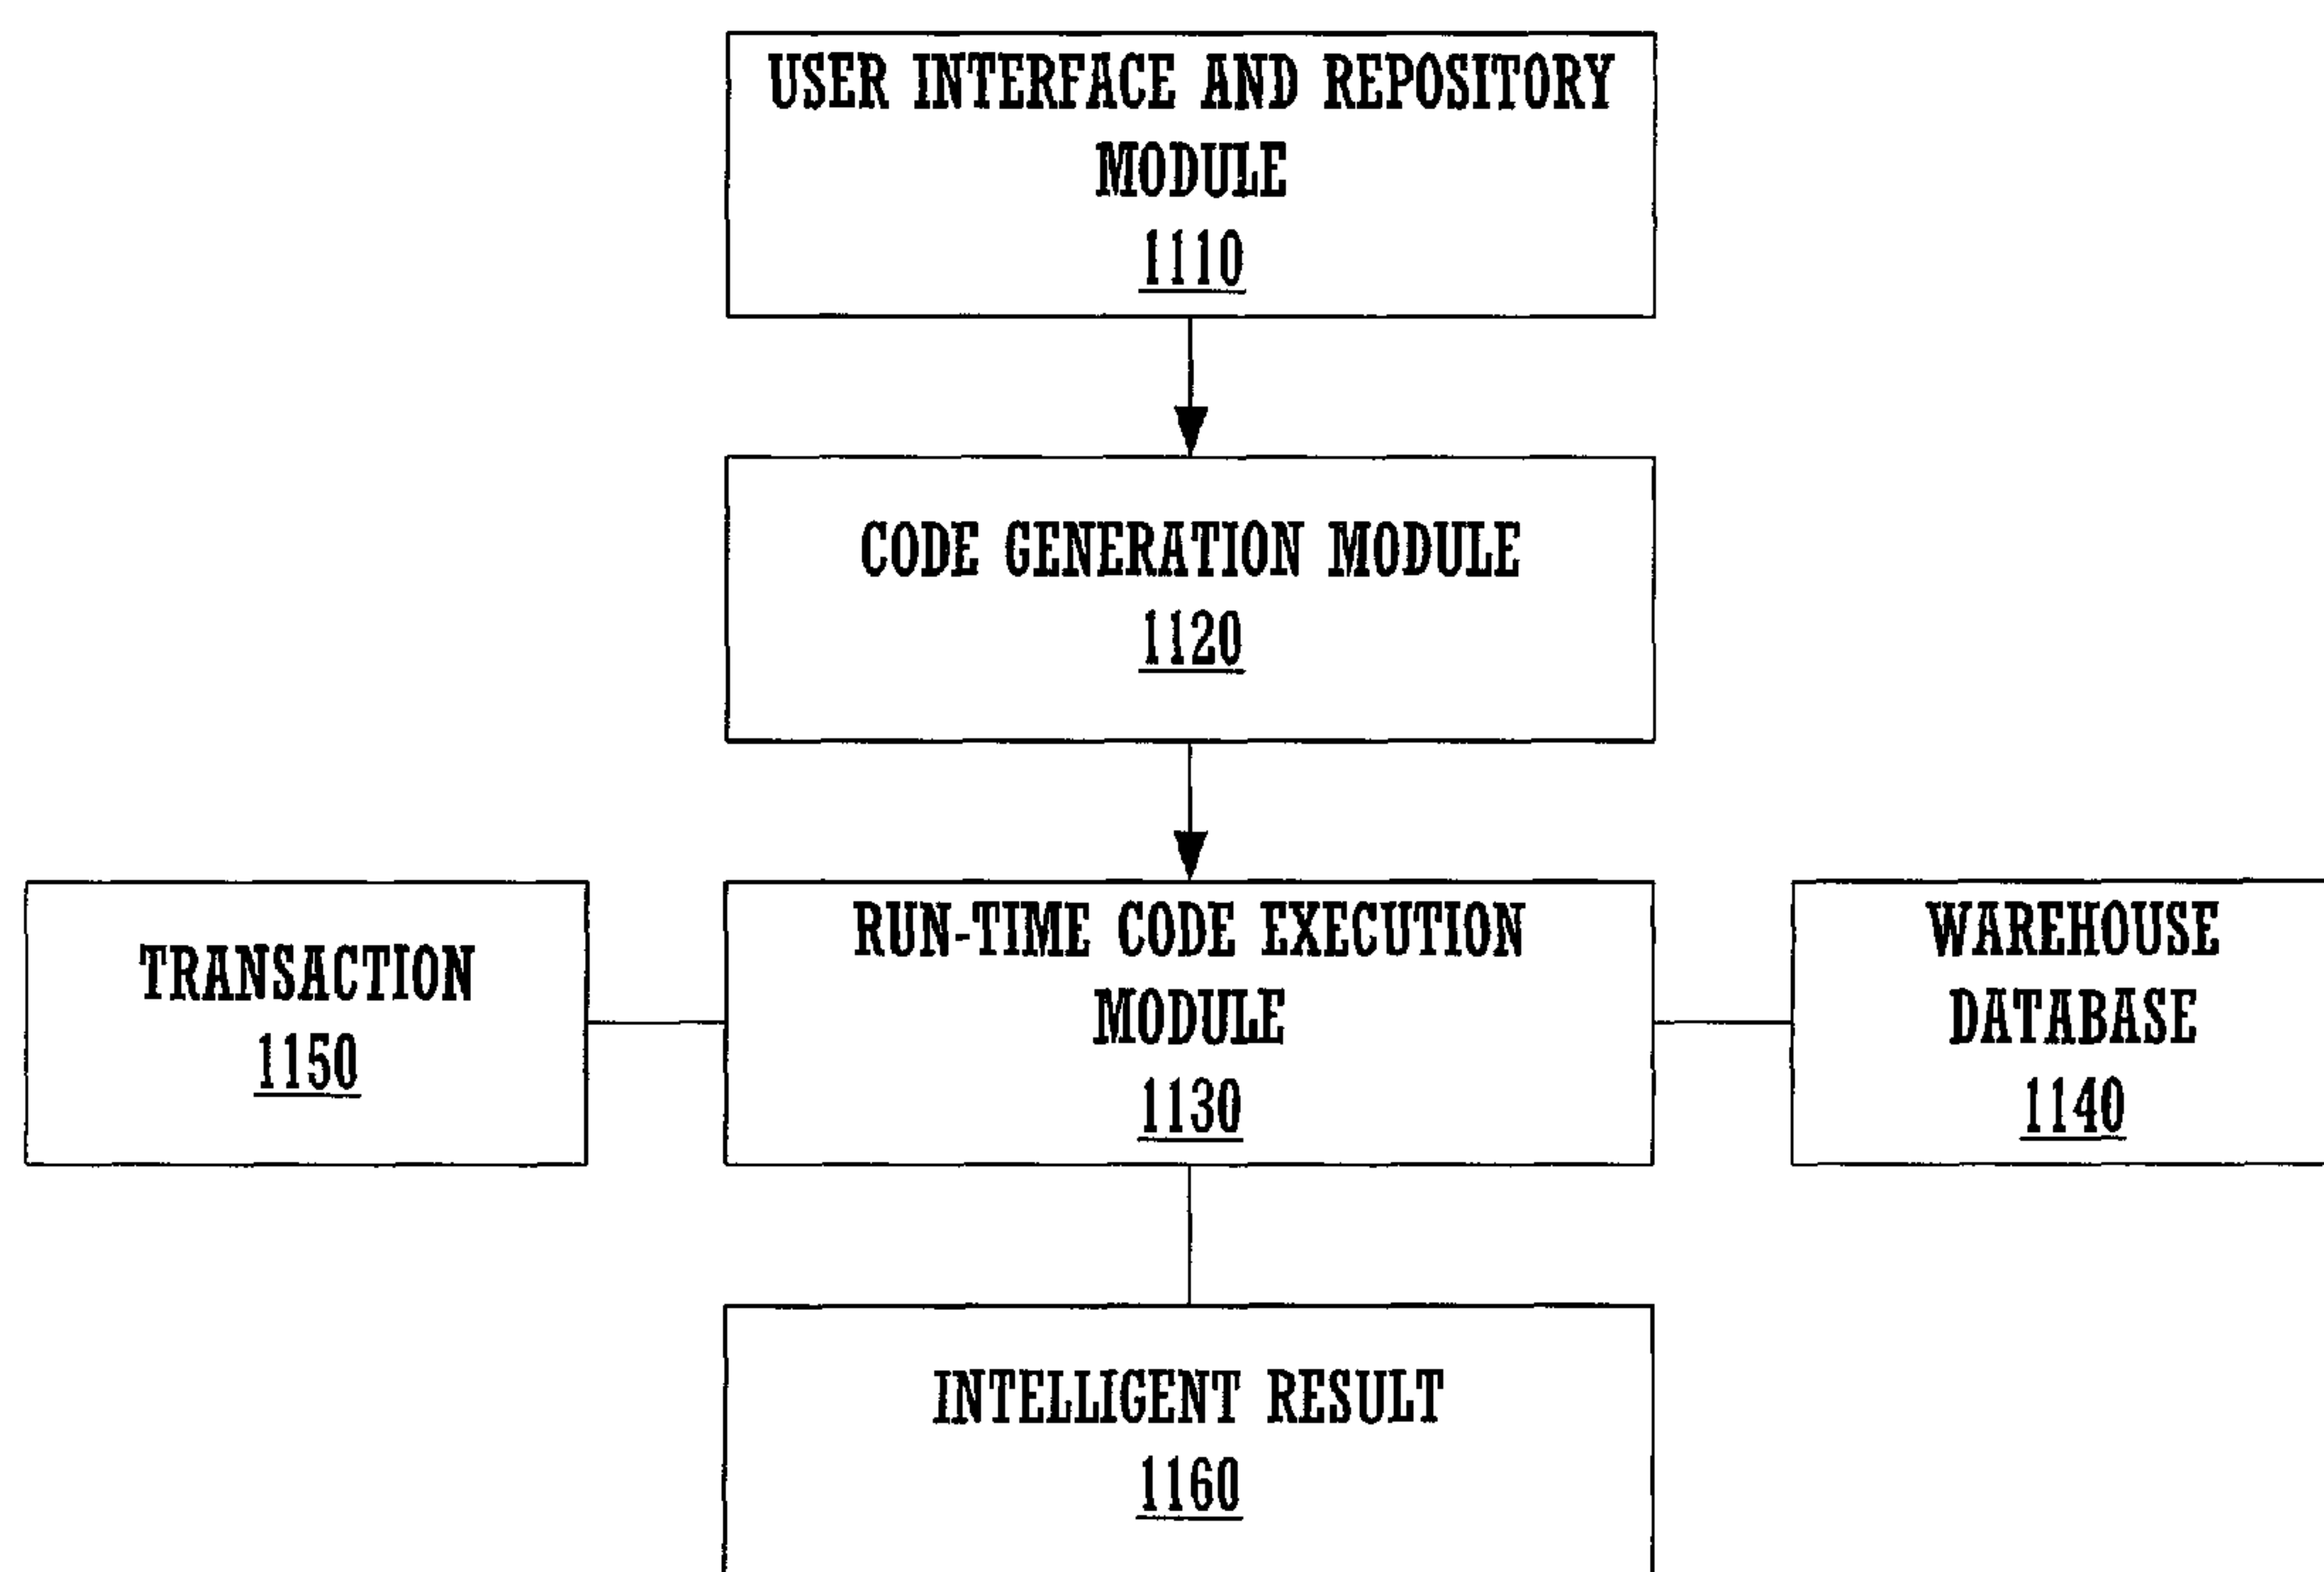 USER INTERFACE AND REPOSITORY
MODULE
1110
CODE GENERATION MODULE
1120
TRANSACTION
1150
RUN-TIME CODE EXECUTION
MODULE
1130
WAREHOUSE
DATABASE
1140
INTELLIGENT RESULT
1160